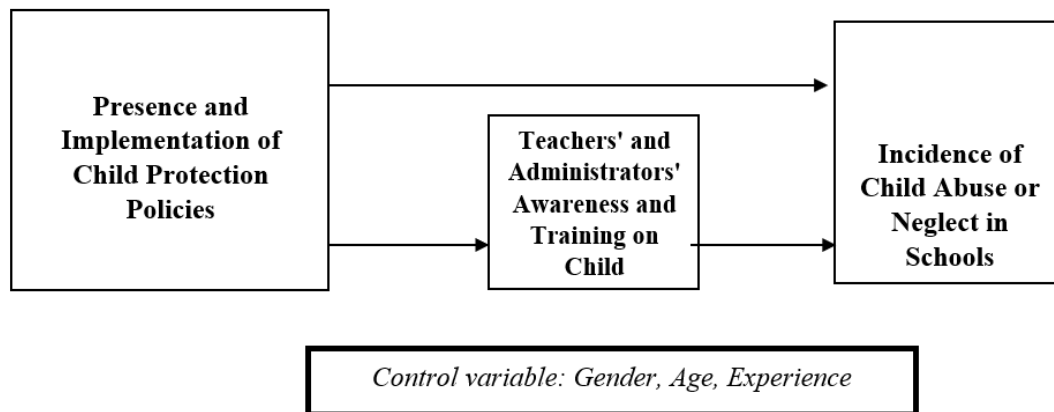 Presence and
Implementation of
Child Protection
Policies
Teachers' and
Administrators'
Awareness and
Training on
Child
Incidence of
Child Abuse or
Neglect in
Schools
Control variable: Gender, Age, Experience